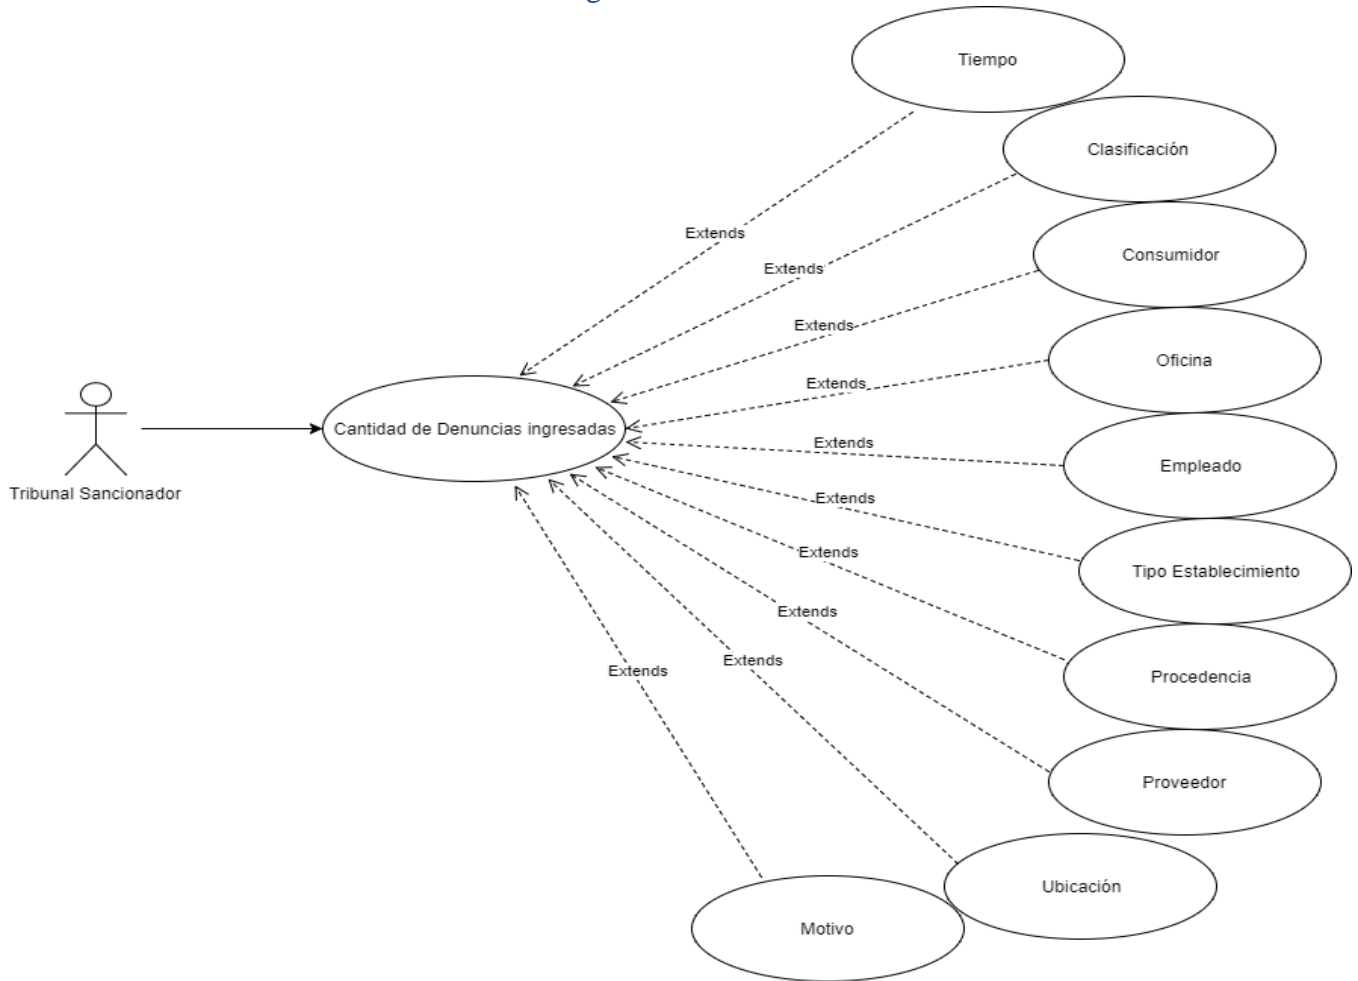 Tiempo
Clasificación
Extends
Consumidor
Extends
Extends
Oficina
Extends
Cantidad de Denuncias ingresadas
Extends
Empleado
Tribunal Sancionador
Extends
Extends
Tipo Establecimiento
Extends
Extends
Extends
Procedencia
Proveedor
Ubicación
Motivo